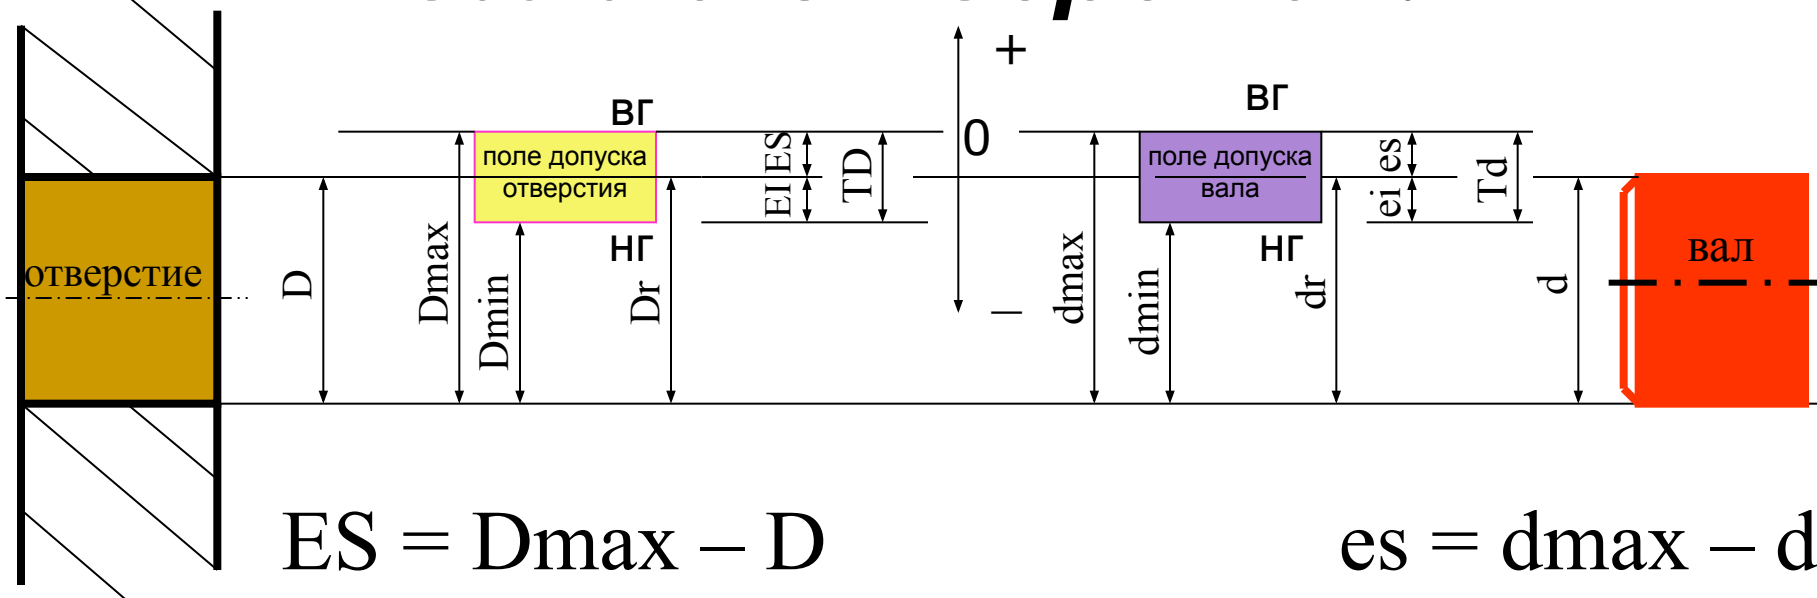 +
ВГ
ВГ
0
поле допуска
отверстия
ES
EI
TD
поле допуска
вала
es
ei
Td
НГ
НГ
отверстие
D
Dmax
Dmin
Dr
dmax
dmin
dr
d
вал
–
ES = Dmax – D
es = dmax – d